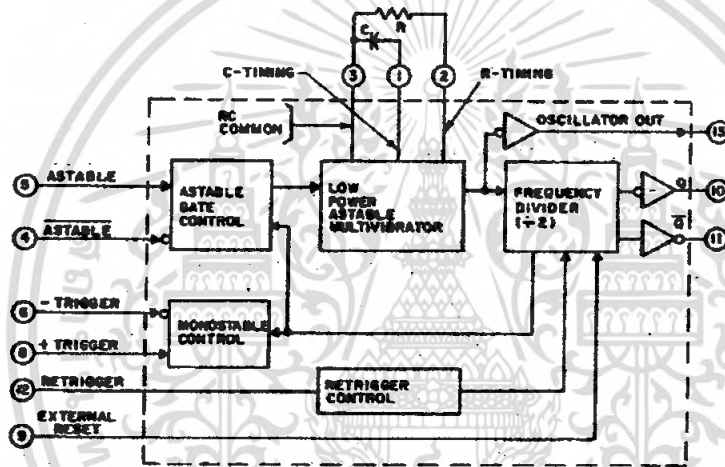 R
C
3
1
2
C-TIMING
R-TIMING
RC
COMMON
OSCILLATOR OUT
13
5
ASTABLE
ASTABLE
GATE
CONTROL
LOW
POWER
ASTABLE
MULTIVIBRATOR
FREQUENCY
DIVIDER
(÷2)
Q
10
4
ASTABLE
Q
11
6
- TRIGGER
MONOSTABLE
CONTROL
8
+ TRIGGER
12
RETRIGGER
RETRIGGER
CONTROL
EXTERNAL
RESET
9